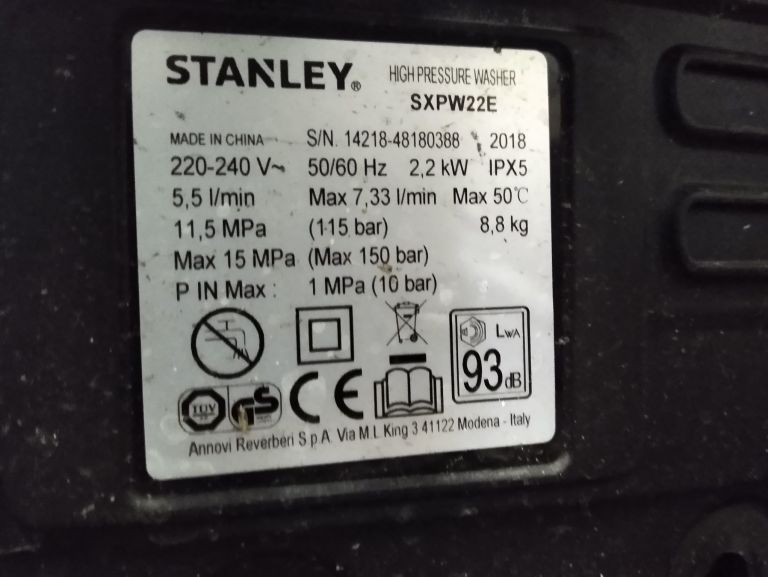 STANLEY® HIGH PRESSURE WASHER
SXPW22E
MADE IN CHINA S/N. 14218-48180388 2018
220-240 V~ 50/60 Hz 2,2 kW IPX5
5,5 l/min Max 7,33 l/min Max 50℃
11,5 MPa (115 bar) 8,8 kg
Max 15 MPa (Max 150 bar)
P IN Max : 1 MPa (10 bar)
LWA
93 dB
TÜV GS CE
Annovi Reverberi S.p.A. Via M.L. King 3 41122 Modena - Italy